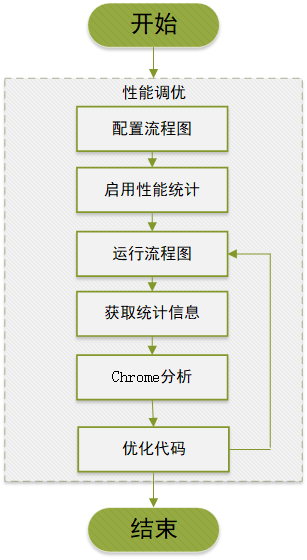 开始
性能调优
配置流程图
启用性能统计
运行流程图
获取统计信息
Chrome分析
优化代码
结束